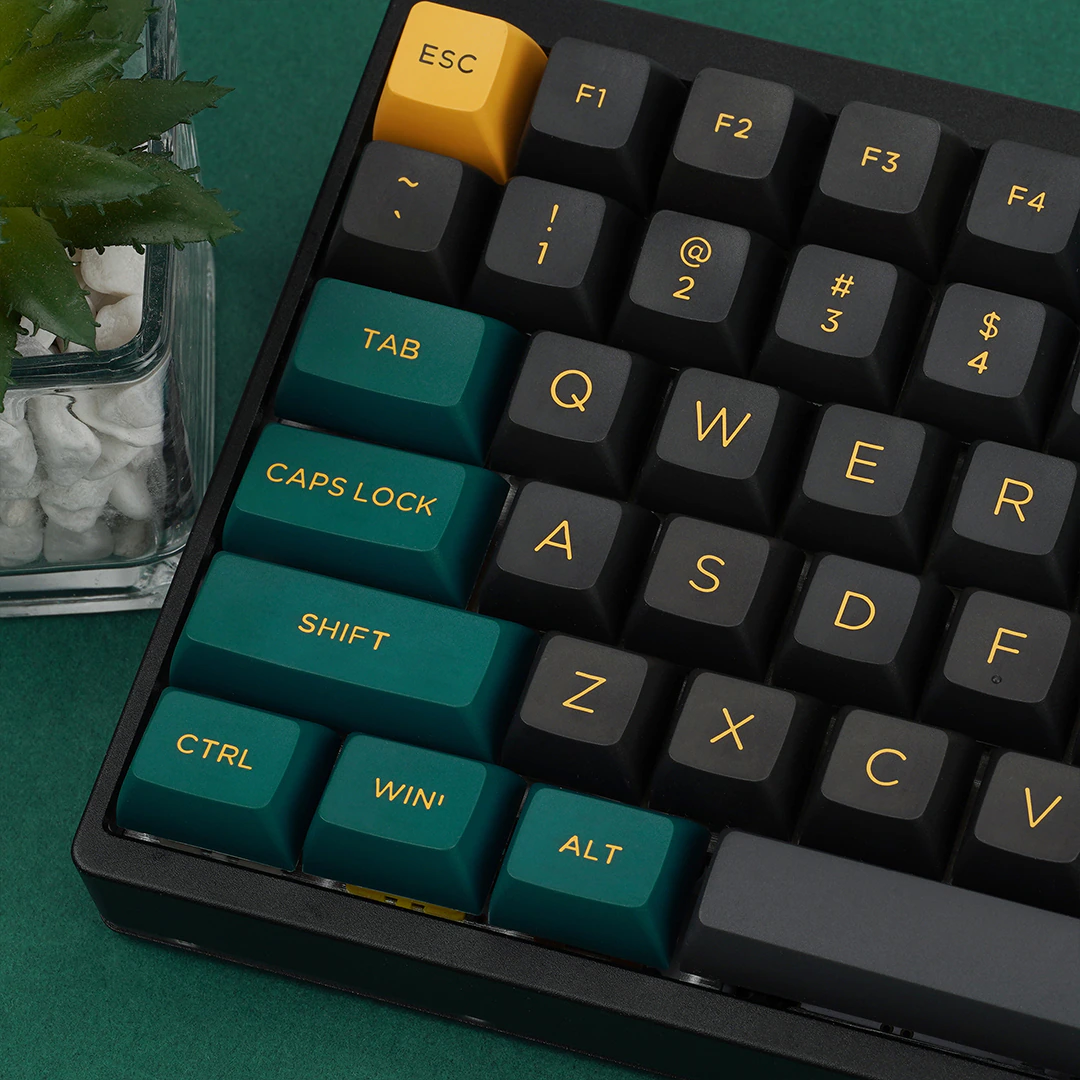 ESC F1 F2 F3 F4
~ ! @ # $
` 1 2 3 4
TAB Q W E R
CAPS LOCK A S D F
SHIFT Z X C V
CTRL WIN' ALT